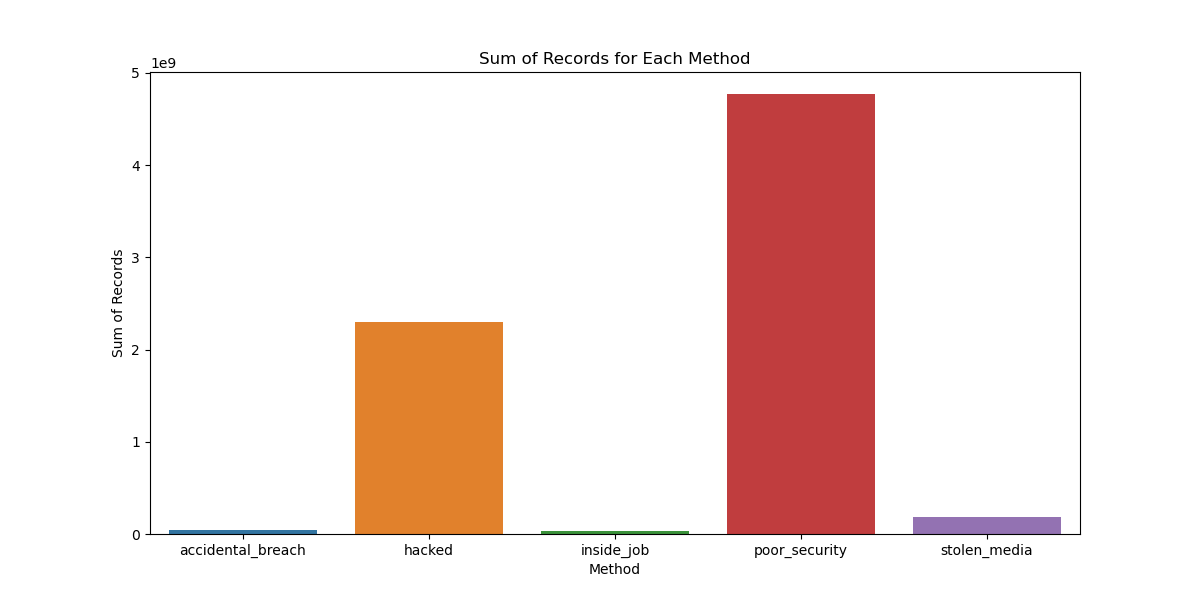 Sum of Records for Each Method
1e9
5
4
3
2
1
0
Sum of Records
accidental_breach hacked inside_job poor_security stolen_media
Method